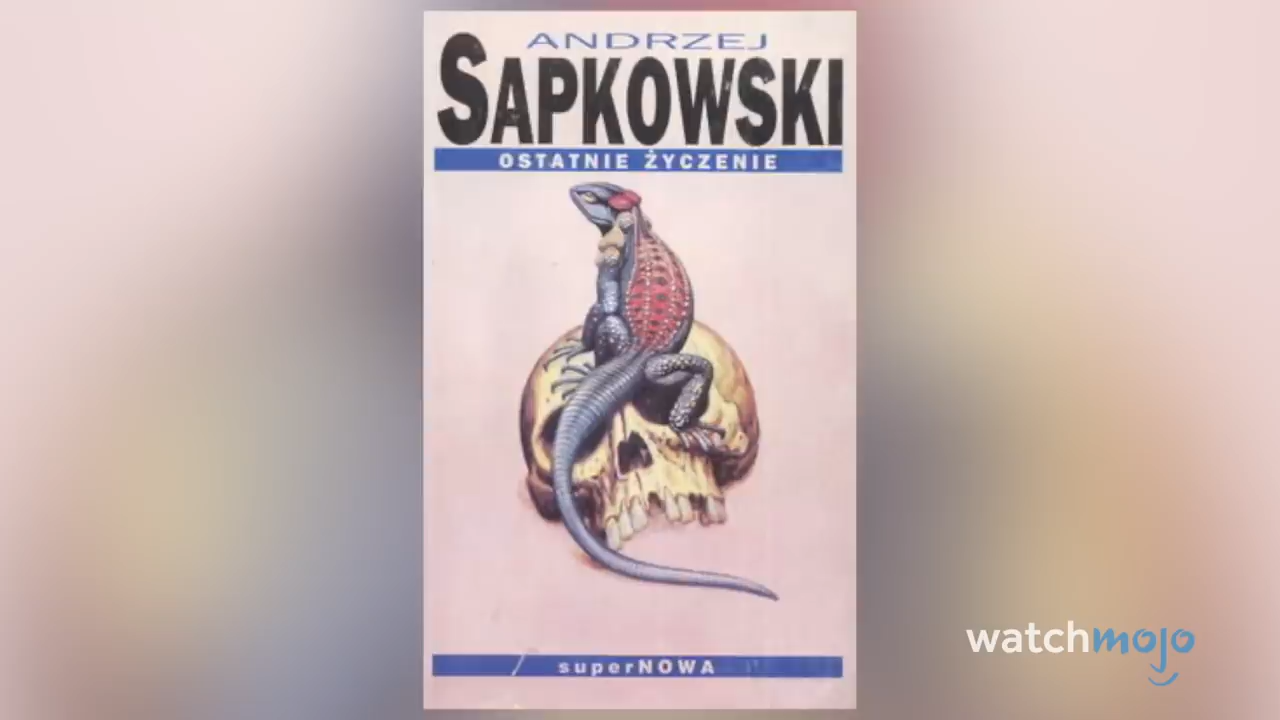 ANDRZEJ
SAPKOWSKI
OSTATNIE ŻYCZENIE
superNOWA
watchmojo